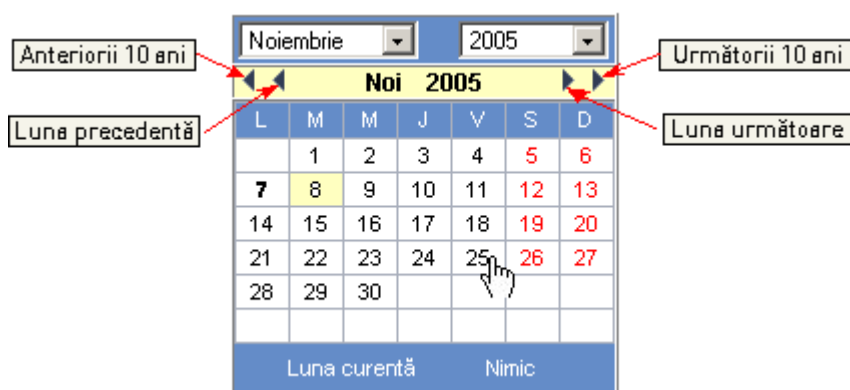 Noiembrie 2005
Anteriorii 10 ani
Următorii 10 ani
Noi 2005
Luna precedentă
Luna următoare
L M M J V S D
1 2 3 4 5 6
7 8 9 10 11 12 13
14 15 16 17 18 19 20
21 22 23 24 25 26 27
28 29 30
Luna curentă Nimic